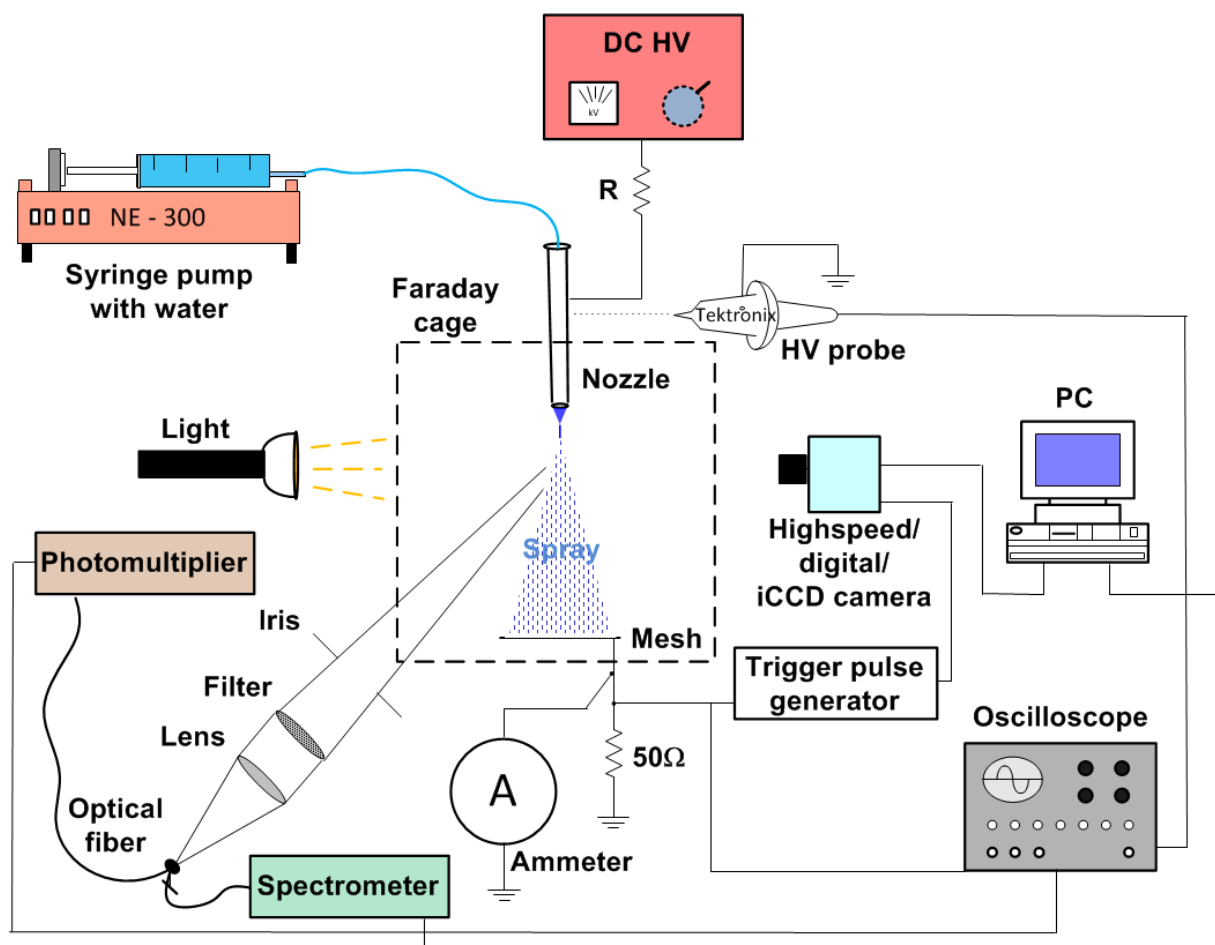 DC HV
kV
R
NE - 300
Syringe pump
with water
Faraday
cage
Tektronix
HV probe
Nozzle
PC
Light
Highspeed/
digital/
iCCD camera
Spray
Photomultiplier
Iris
Mesh
Filter
Trigger pulse
generator
Lens
Oscilloscope
50Ω
A
Optical
fiber
Ammeter
Spectrometer